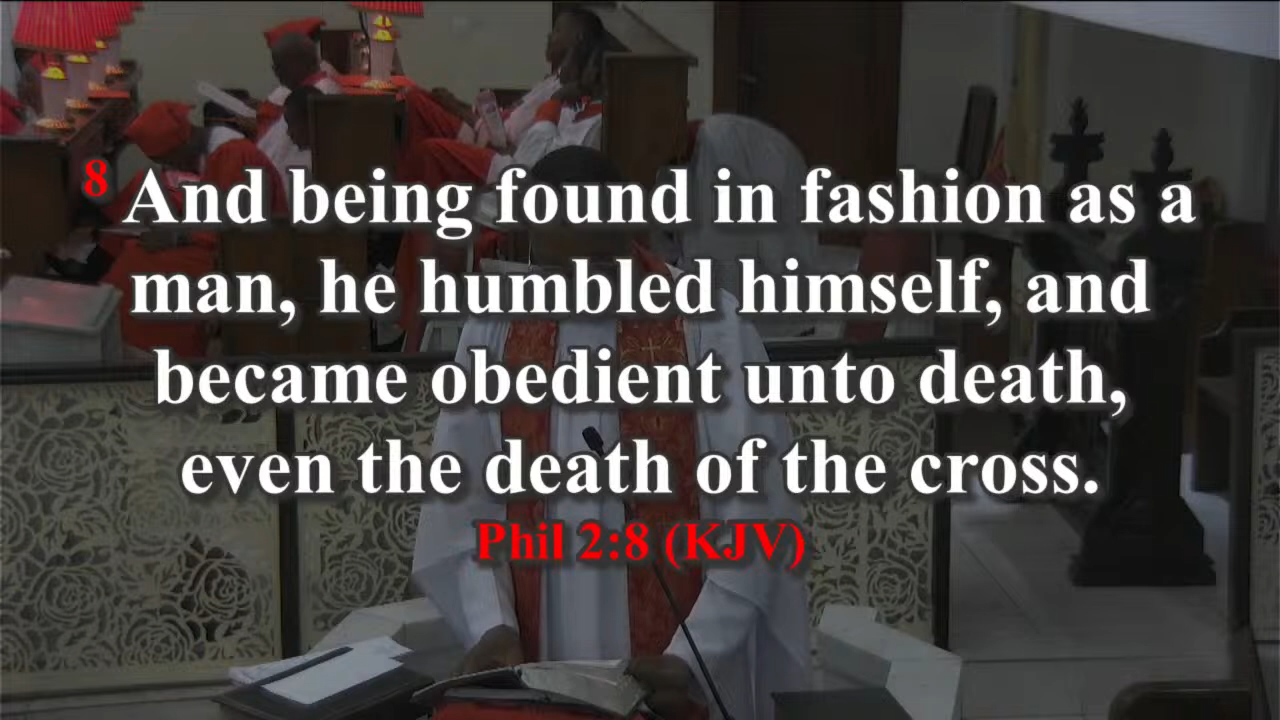 8 And being found in fashion as a
man, he humbled himself, and
became obedient unto death,
even the death of the cross.
Phil 2:8 (KJV)